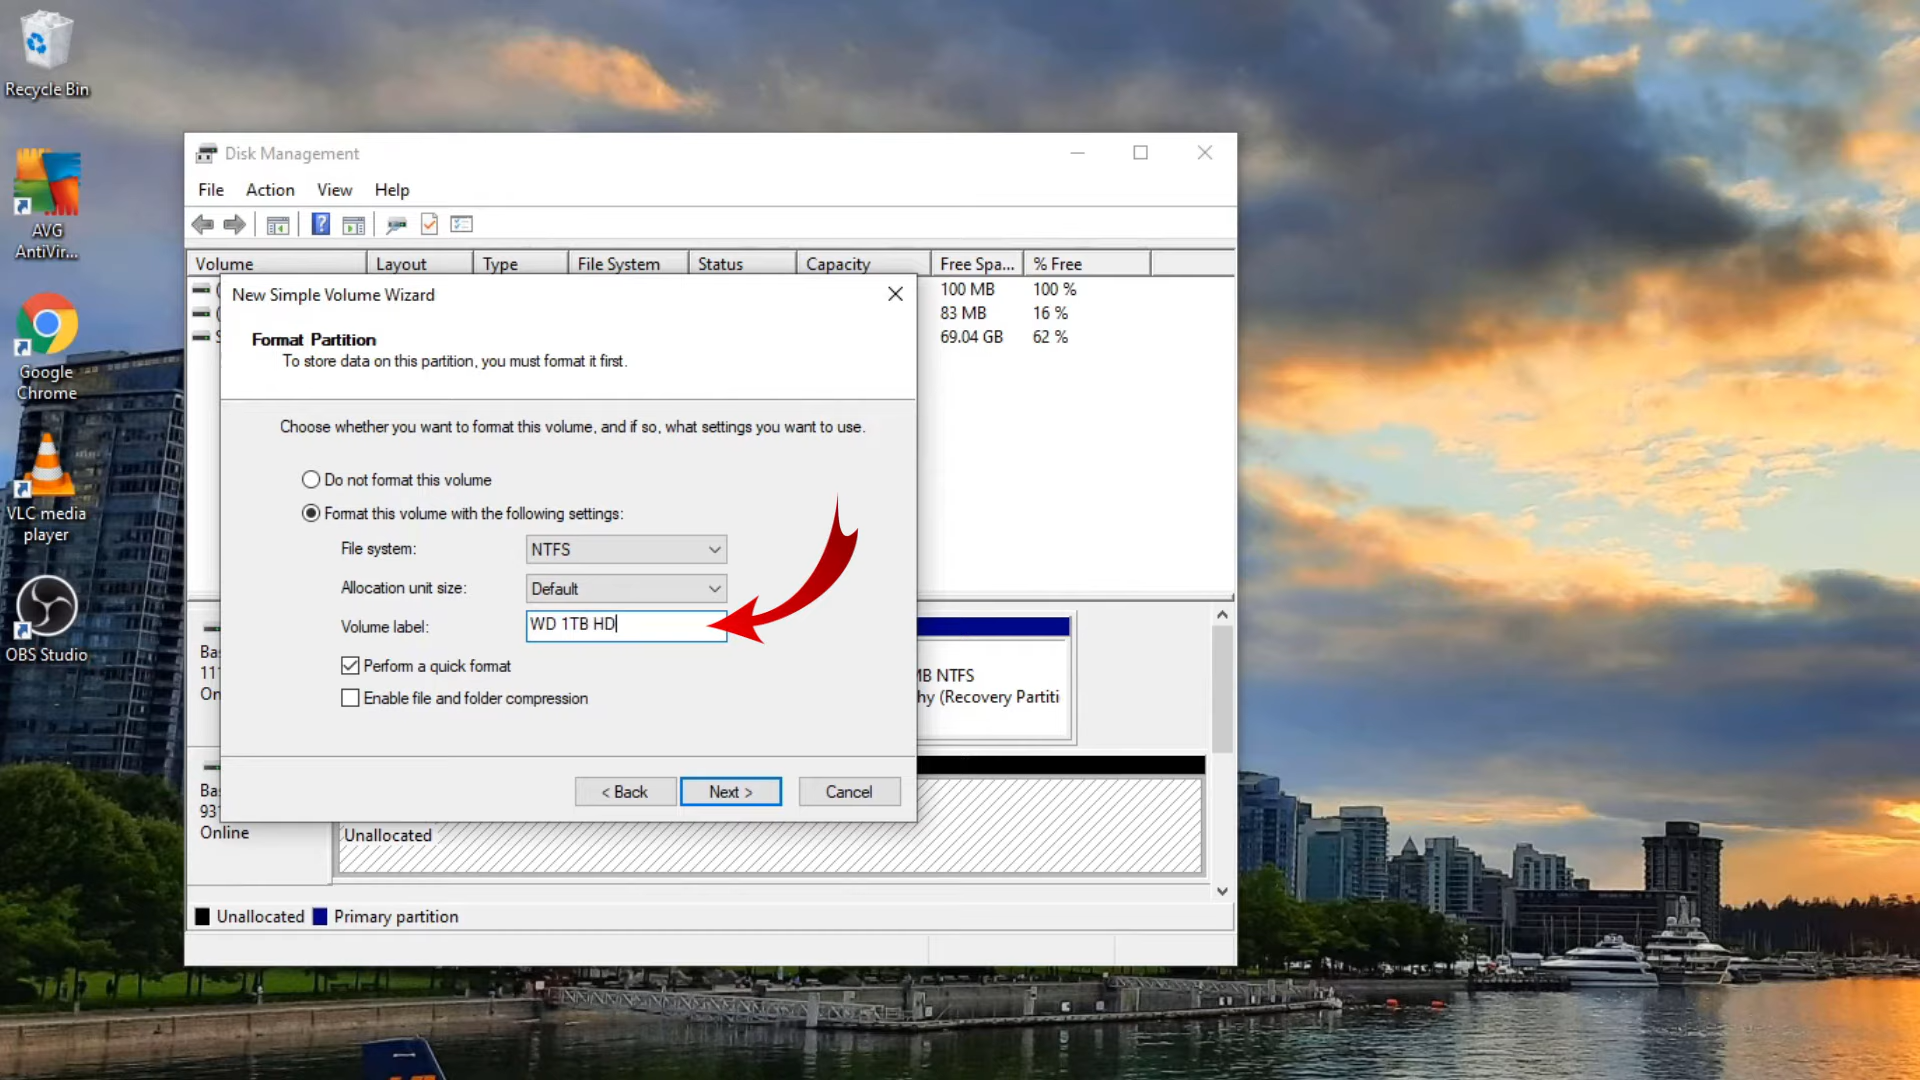 Recycle Bin
AVG
AntiVir...
Google
Chrome
VLC media
player
OBS Studio
Disk Management
File Action View Help
Volume Layout Type File System Status Capacity Free Spa... % Free
100 MB 100 %
83 MB 16 %
69.04 GB 62 %
New Simple Volume Wizard
Format Partition
To store data on this partition, you must format it first.
Choose whether you want to format this volume, and if so, what settings you want to use.
Do not format this volume
Format this volume with the following settings:
File system: NTFS
Allocation unit size: Default
Volume label: WD 1TB HD
Perform a quick format
Enable file and folder compression
< Back Next > Cancel
Ba
11
On
MB NTFS
hy (Recovery Partiti
Ba
931
Online
Unallocated
Unallocated Primary partition